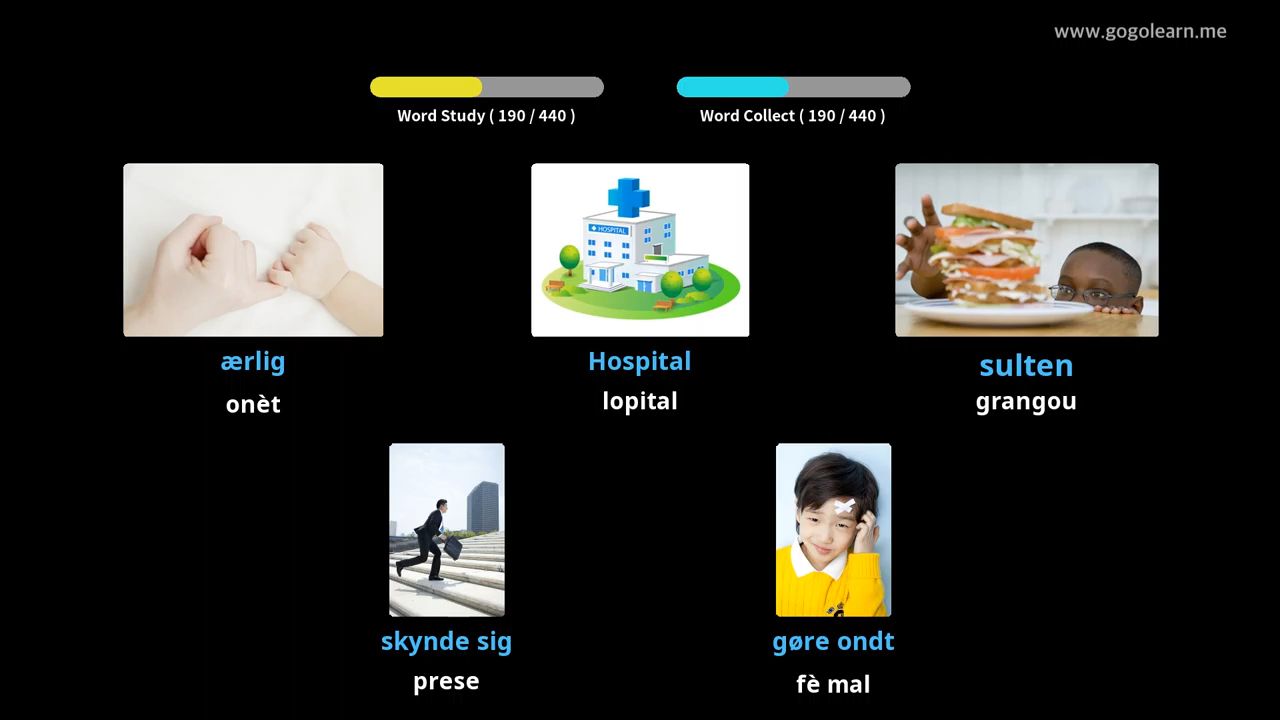 www.gogolearn.me
Word Study ( 190 / 440 )
Word Collect ( 190 / 440 )
HOSPITAL
ærlig
Hospital
sulten
onèt
lopital
grangou
skynde sig
gøre ondt
prese
fè mal